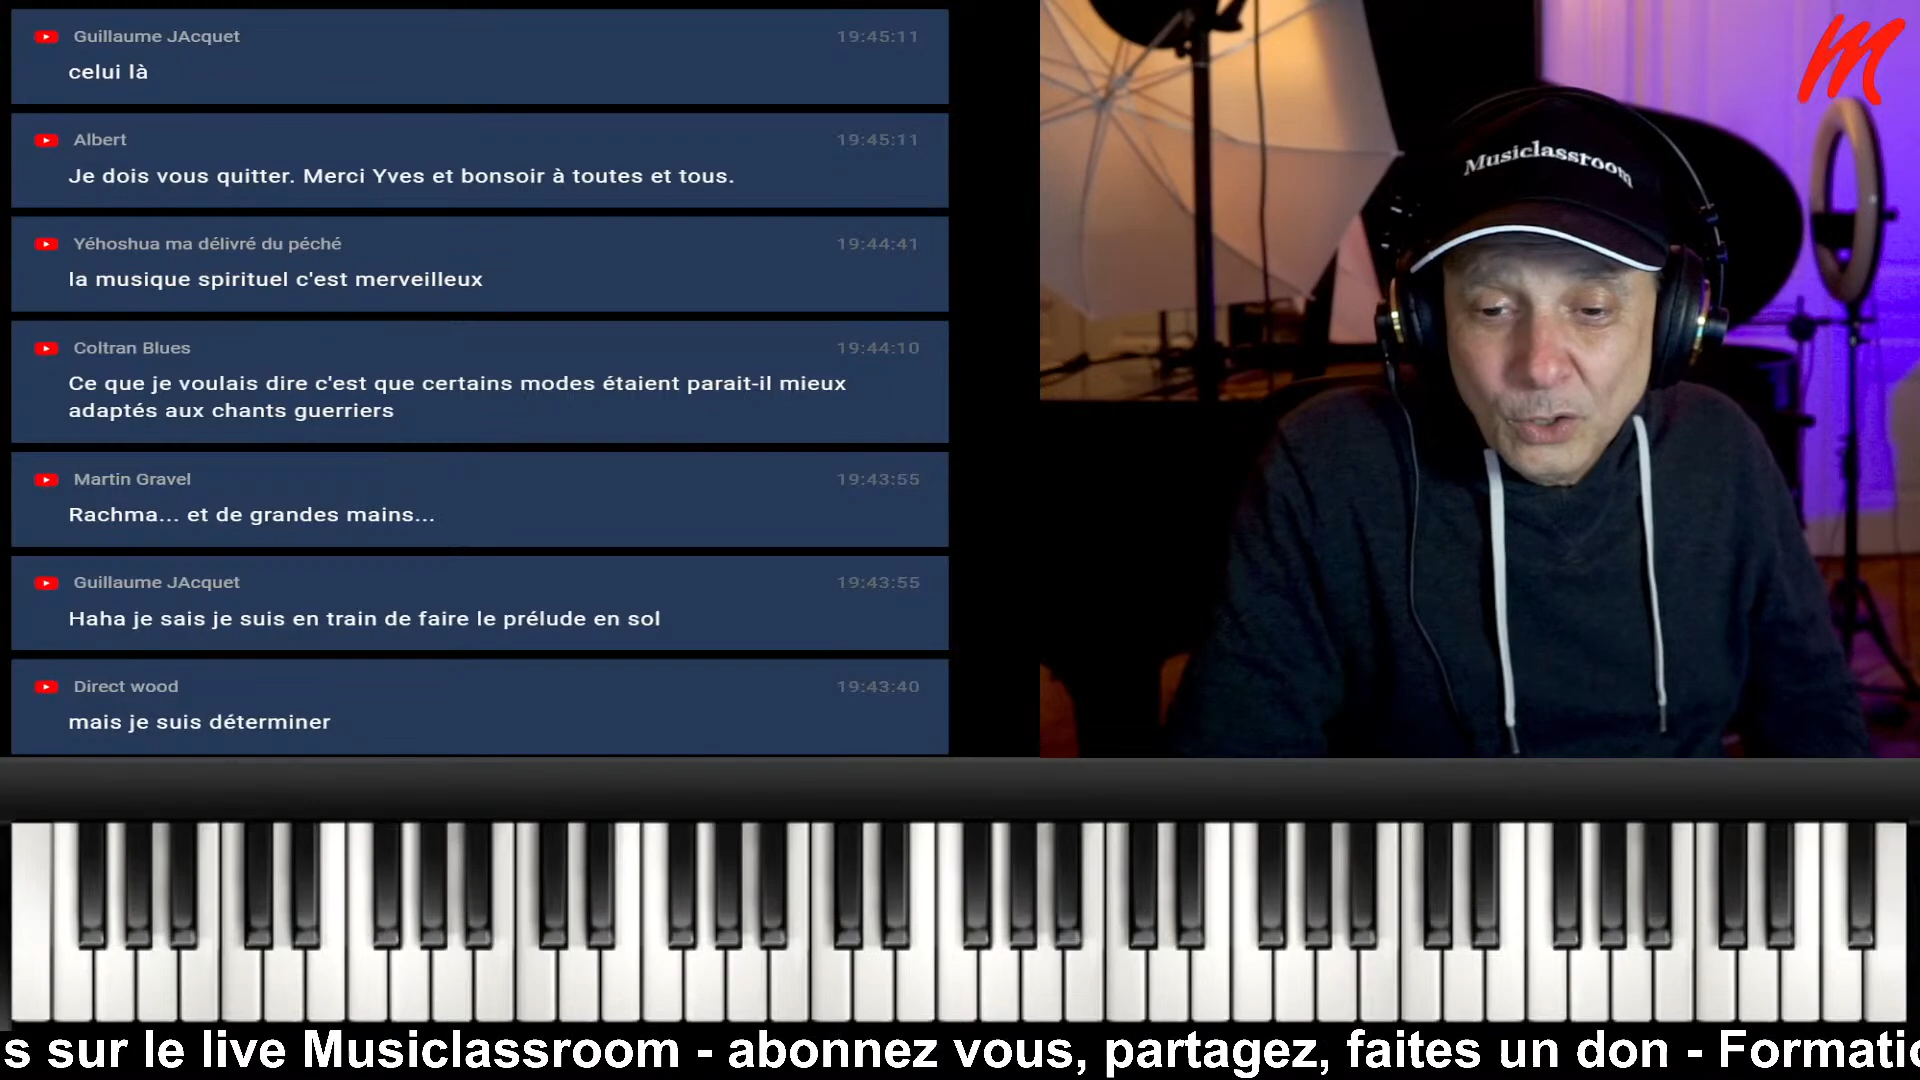 Guillaume JAcquet 19:45:11
celui là
Albert 19:45:11
Je dois vous quitter. Merci Yves et bonsoir à toutes et tous.
Yéhoshua ma délivré du péché 19:44:41
la musique spirituel c'est merveilleux
Coltran Blues 19:44:10
Ce que je voulais dire c'est que certains modes étaient parait-il mieux
adaptés aux chants guerriers
Martin Gravel 19:43:55
Rachma... et de grandes mains...
Guillaume JAcquet 19:43:55
Haha je sais je suis en train de faire le prélude en sol
Direct wood 19:43:40
mais je suis déterminer
M
Musiclassroom
s sur le live Musiclassroom - abonnez vous, partagez, faites un don - Formatio